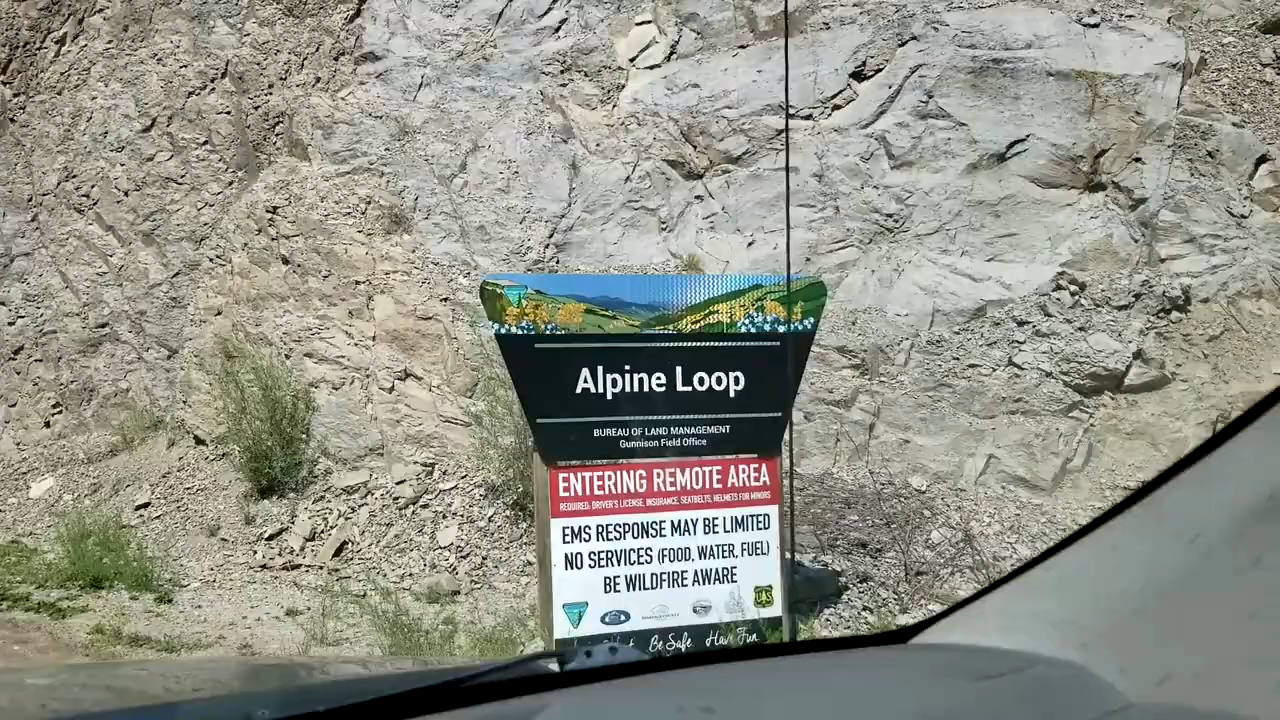 Alpine Loop
BUREAU OF LAND MANAGEMENT
Gunnison Field Office
ENTERING REMOTE AREA
REQUIRED: DRIVER'S LICENSE, INSURANCE, SEATBELTS, HELMETS FOR MINORS
EMS RESPONSE MAY BE LIMITED
NO SERVICES (FOOD, WATER, FUEL)
BE WILDFIRE AWARE
UAS
Be Safe. Have Fun